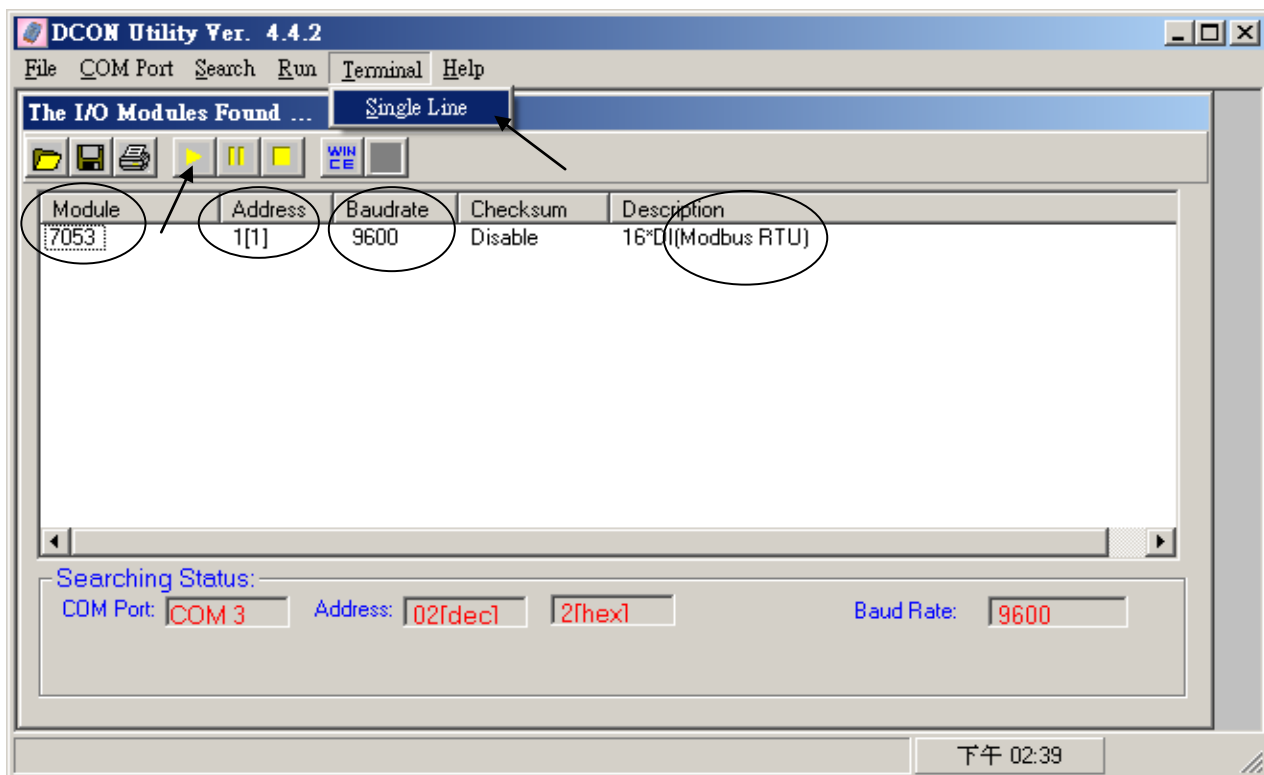 DCON Utility Ver. 4.4.2
File COM Port Search Run Terminal Help
Single Line
The I/O Modules Found ...
WIN CE
Module Address Baudrate Checksum Description
7053 1[1] 9600 Disable 16*DI(Modbus RTU)
Searching Status:
COM Port: COM 3 Address: 02[dec] 2[hex] Baud Rate: 9600
下午 02:39